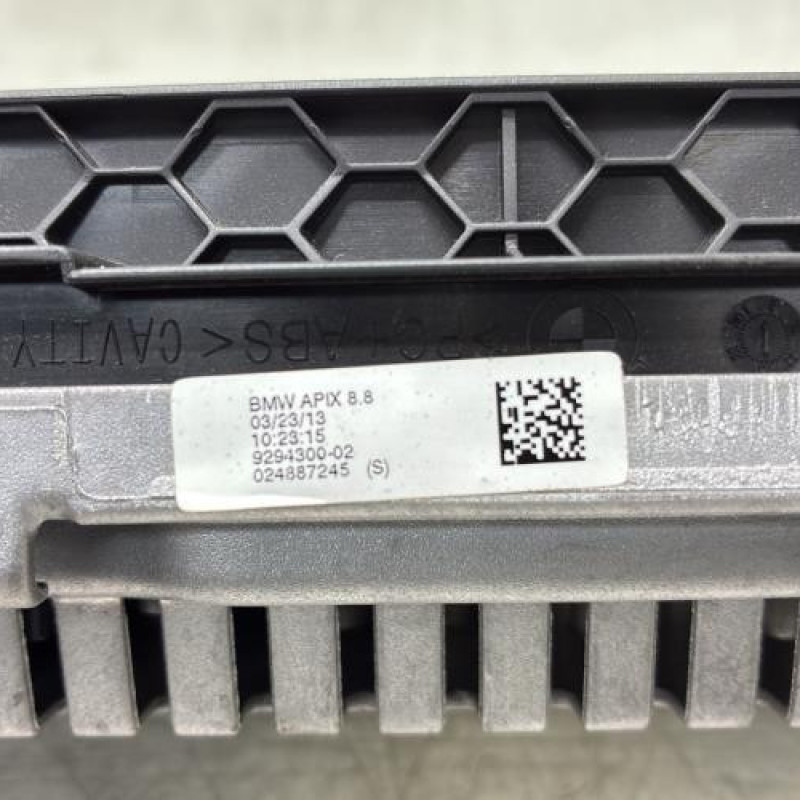 >PC+ABS< CAVITY
BMW APIX 8.8
03/23/13
10:23:15
9294300-02
024887245 (S)